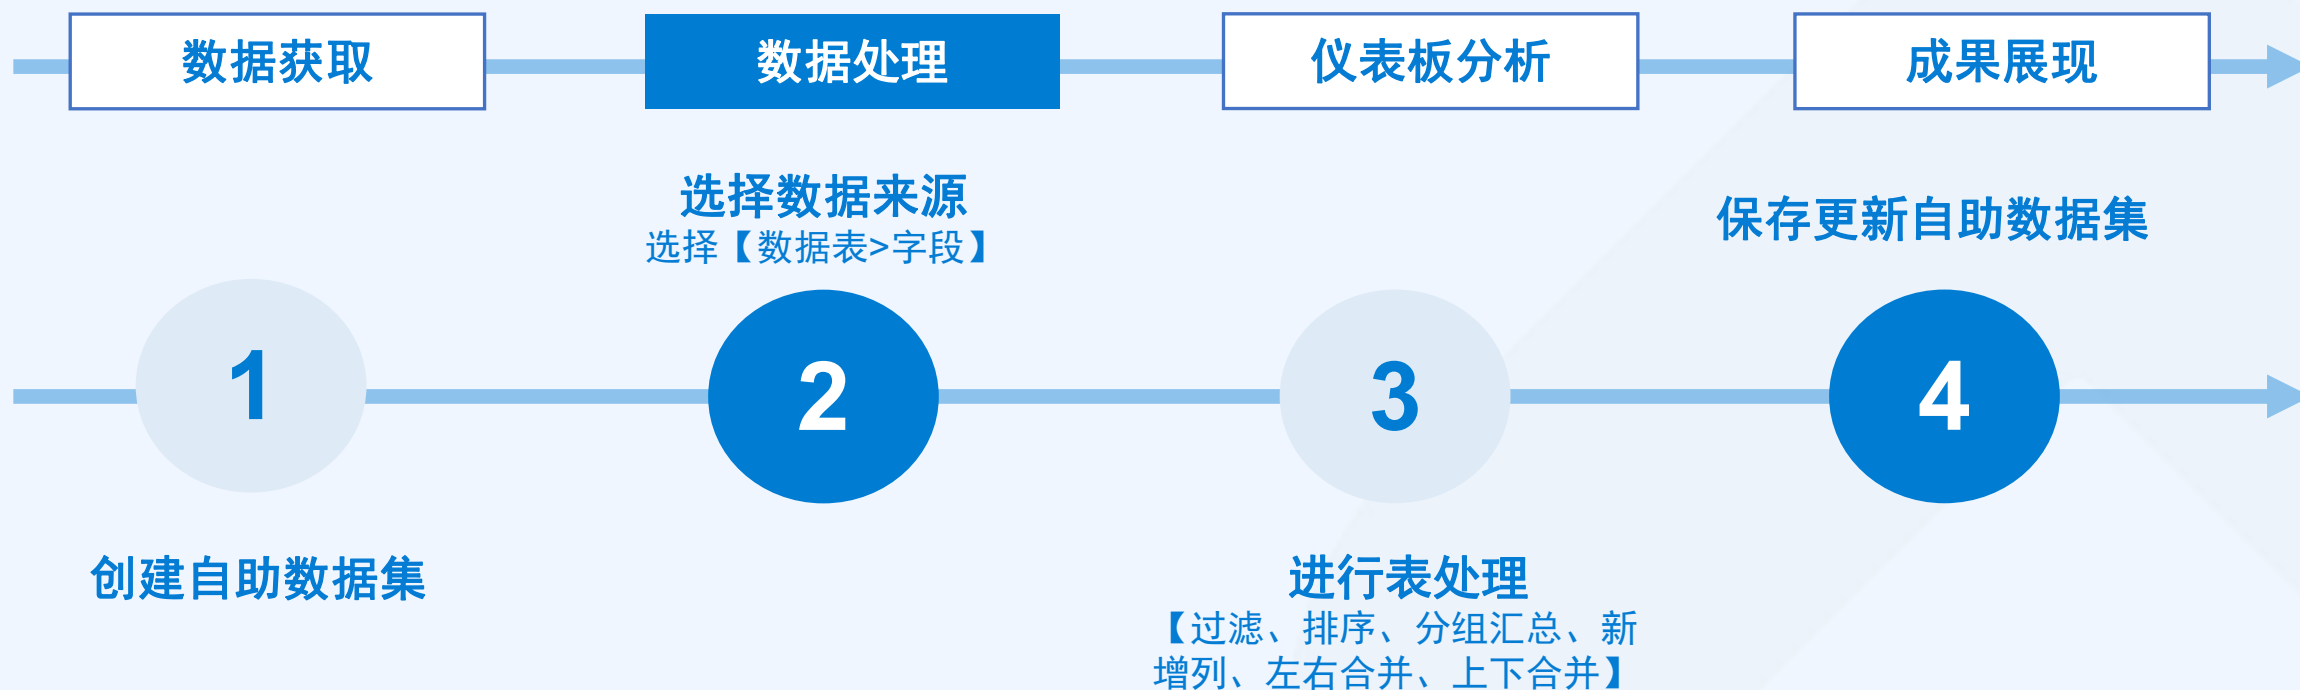 数据获取
数据处理
仪表板分析
成果展现
选择数据来源
选择【数据表>字段】
保存更新自助数据集
1
2
3
4
创建自助数据集
进行表处理
【过滤、排序、分组汇总、新
增列、左右合并、上下合并】